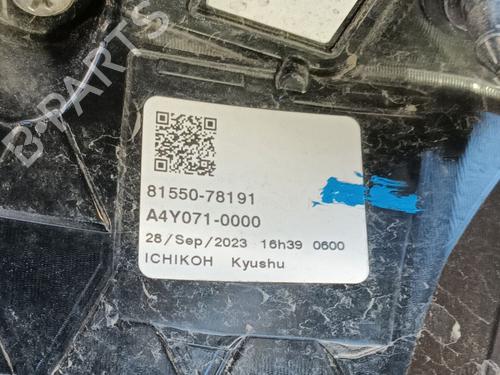 B-PARTS
81550-78191
A4Y071-0000
28/Sep/2023 16h39 0600
ICHIKOH Kyushu